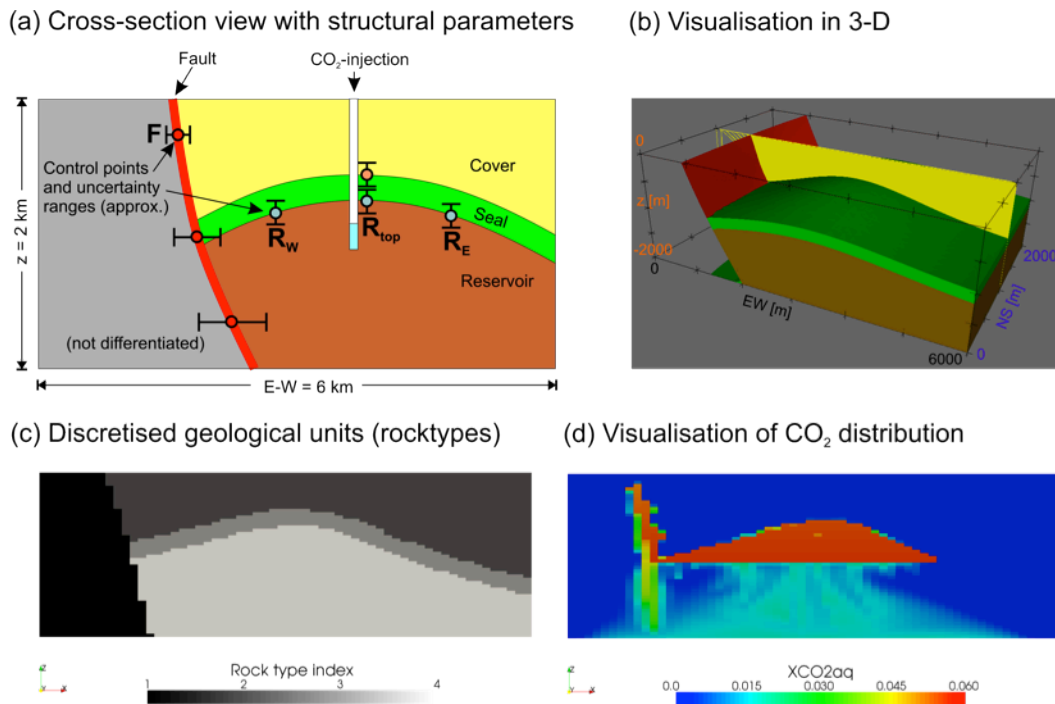 (a) Cross-section view with structural parameters
Fault
CO₂-injection
F
Control points
and uncertainty
ranges (approx.)
Cover
Seal
R_W
R_top
R_E
Reservoir
(not differentiated)
z = 2 km
E-W = 6 km
(b) Visualisation in 3-D
0
z [m]
-2000
0
EW [m]
6000
0
NS [m]
2000
(c) Discretised geological units (rocktypes)
Z
Y
X
Rock type index
1 2 3 4
(d) Visualisation of CO₂ distribution
Z
Y
X
XCO2aq
0.0 0.015 0.030 0.045 0.060